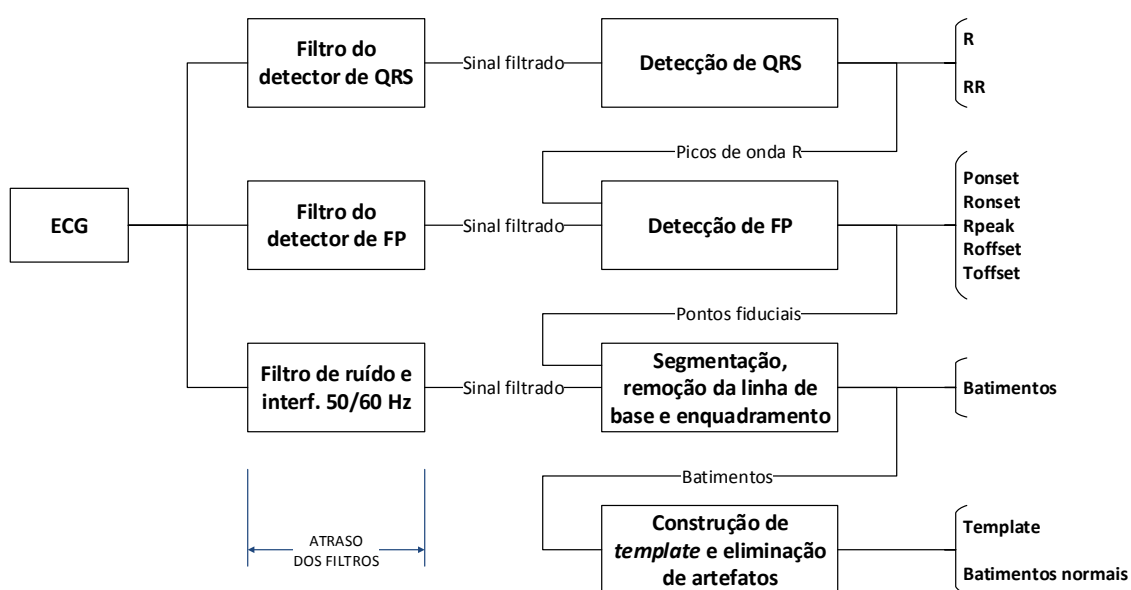 Filtro do
detector de QRS
Sinal filtrado
Detecção de QRS
R
RR
Picos de onda R
ECG
Filtro do
detector de FP
Sinal filtrado
Detecção de FP
Ponset
Ronset
Rpeak
Roffset
Toffset
Pontos fiduciais
Filtro de ruído e
interf. 50/60 Hz
Sinal filtrado
Segmentação,
remoção da linha de
base e enquadramento
Batimentos
Batimentos
ATRASO
DOS FILTROS
Construção de
template e eliminação
de artefatos
Template
Batimentos normais